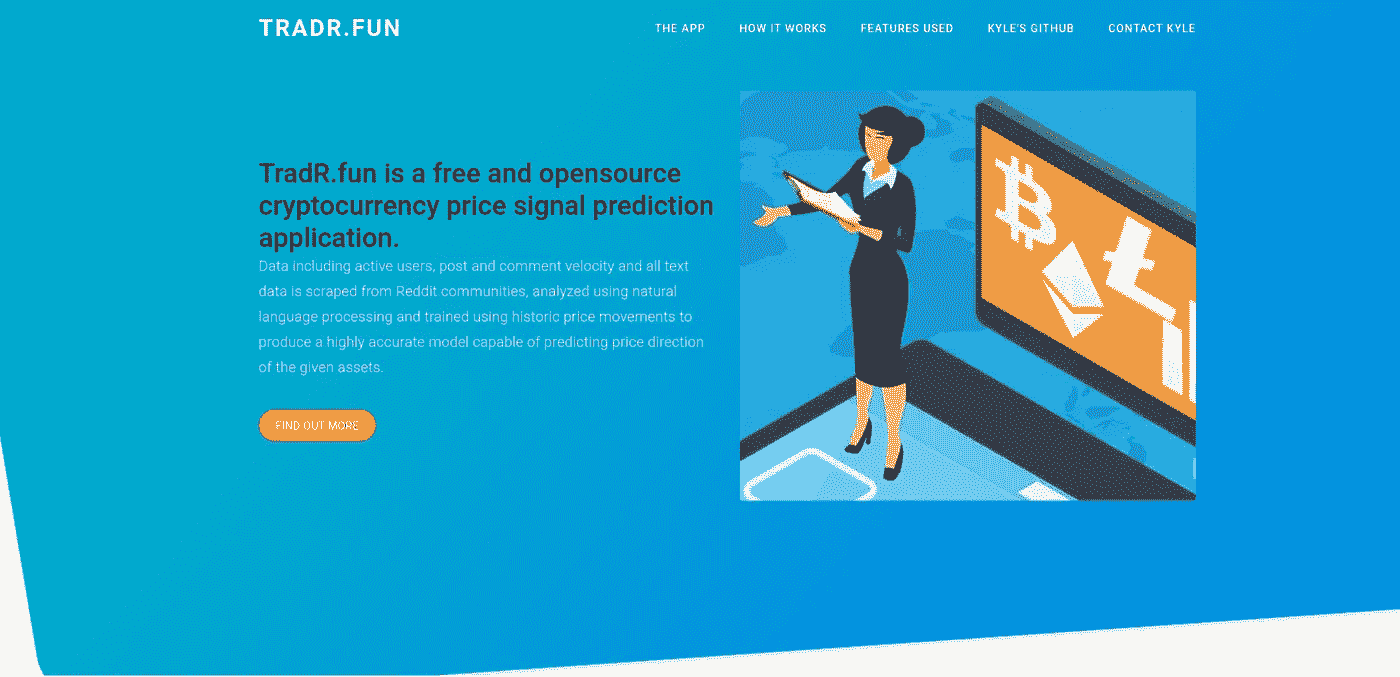 TRADR.FUN
THE APP HOW IT WORKS FEATURES USED KYLE'S GITHUB CONTACT KYLE
TradR.fun is a free and opensource
cryptocurrency price signal prediction
application.
Data including active users, post and comment velocity and all text
data is scraped from Reddit communities, analyzed using natural
language processing and trained using historic price movements to
produce a highly accurate model capable of predicting price direction
of the given assets.
FIND OUT MORE